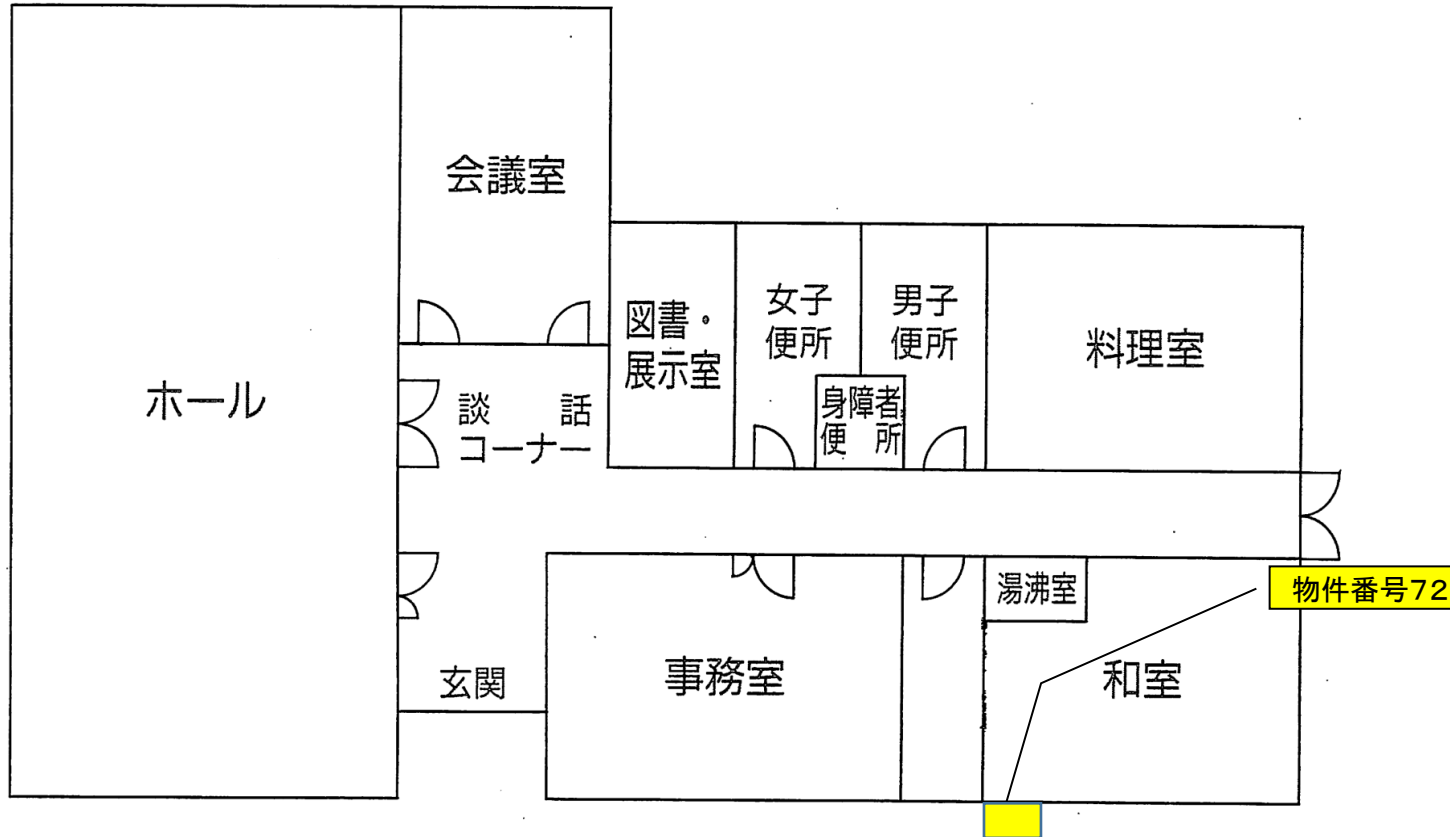 会議室
ホール
談　話
コーナー
図書・
展示室
女子
便所
男子
便所
身障者
便　所
料理室
玄関
事務室
湯沸室
和室
物件番号72